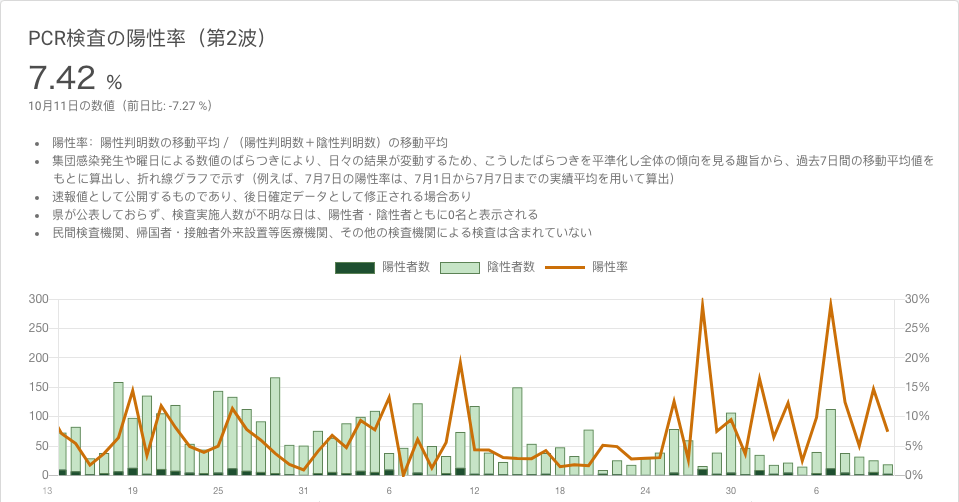 PCR検査の陽性率（第2波）
7.42 %
10月11日の数値（前日比: -7.27 %）
• 陽性率：陽性判明数の移動平均 / （陽性判明数＋陰性判明数）の移動平均
• 集団感染発生や曜日による数値のばらつきにより、日々の結果が変動するため、こうしたばらつきを平準化し全体の傾向を見る趣旨から、過去7日間の移動平均値を
もとに算出し、折れ線グラフで示す（例えば、7月7日の陽性率は、7月1日から7月7日までの実績平均を用いて算出）
• 速報値として公開するものであり、後日確定データとして修正される場合あり
• 県が公表しておらず、検査実施人数が不明な日は、陽性者・陰性者ともに0名と表示される
• 民間検査機関、帰国者・接触者外来設置等医療機関、その他の検査機関による検査は含まれていない
陽性者数 陰性者数 陽性率
300 30%
250 25%
200 20%
150 15%
100 10%
50 5%
0 0%
13 19 25 31 6 12 18 24 30 6